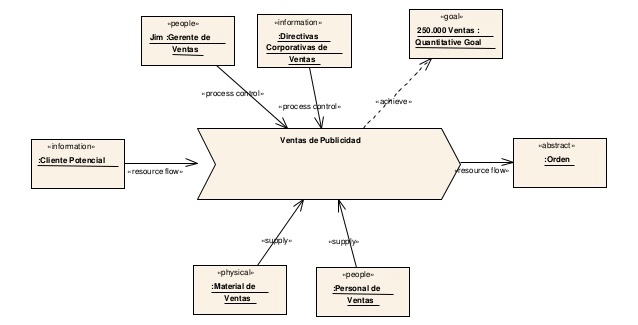 «people»
Jim :Gerente de
Ventas
«information»
:Directivas
Corporativas de
Ventas
«goal»
250.000 Ventas :
Quantitative Goal
«process control»
«process control»
«achieve»
«information»
:Cliente Potencial
«resource flow»
Ventas de Publicidad
«resource flow»
«abstract»
:Orden
«supply»
«supply»
«physical»
:Material de
Ventas
«people»
:Personal de
Ventas